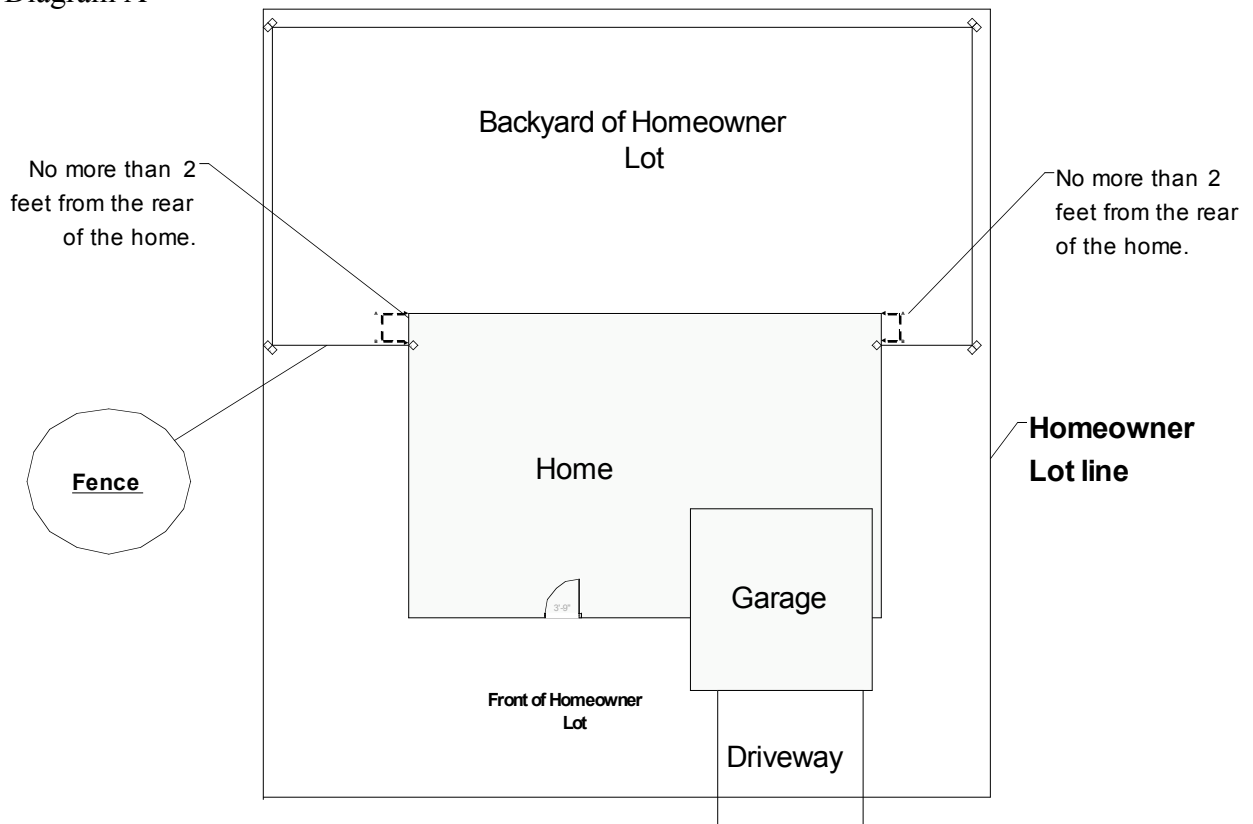 Diagram A
Backyard of Homeowner
Lot
No more than 2
feet from the rear
of the home.
No more than 2
feet from the rear
of the home.
Homeowner
Lot line
Fence
Home
Garage
3'-9"
Front of Homeowner
Lot
Driveway